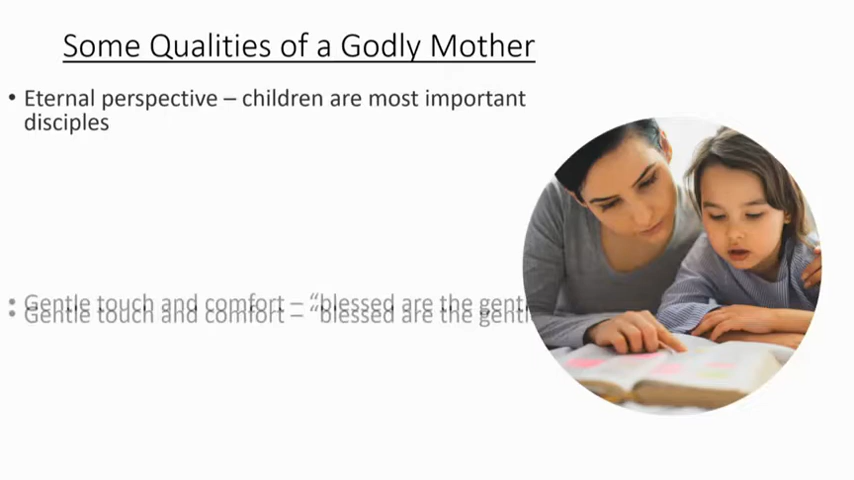 Some Qualities of a Godly Mother
• Eternal perspective – children are most important
disciples
• Gentle touch and comfort – “blessed are the